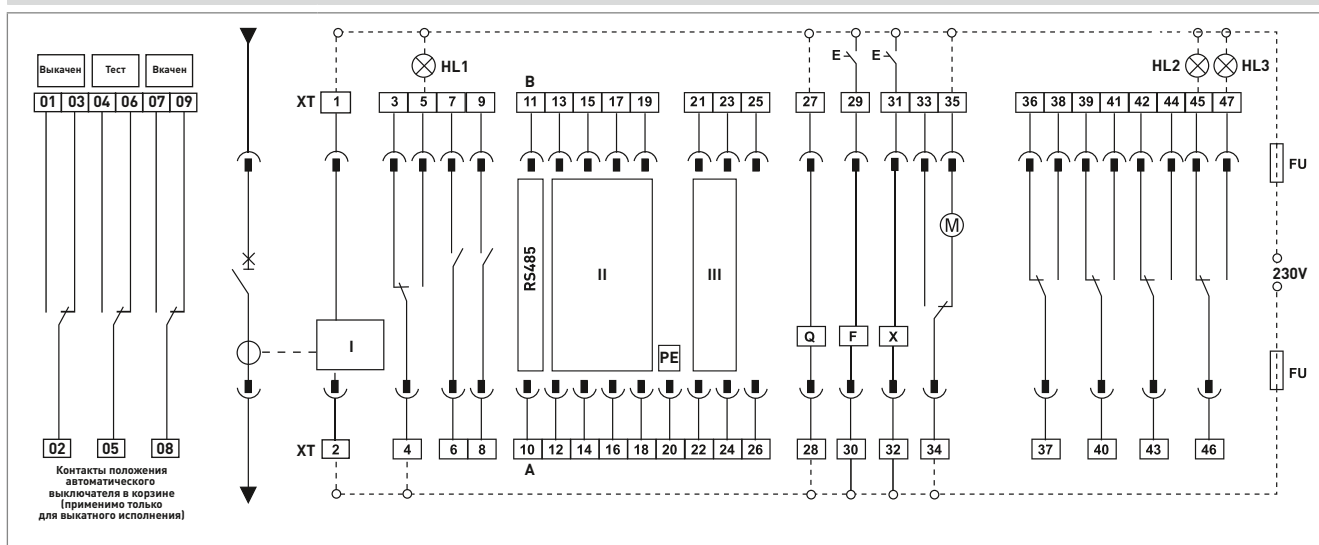 HL1
E
E
HL2
HL3
Выкачен
Тест
Вкачен
B
01 03 04 06 07 09
XT
1
3 5 7 9
11 13 15 17 19
21 23 25
27
29
31 33 35
36 38 39 41 42 44 45 47
FU
M
RS485
II
III
230V
I
Q
F
X
PE
FU
02
05
08
XT
2
4
6 8
10 12 14 16 18 20 22 24 26
28
30
32
34
37
40
43
46
A
Контакты положения
автоматического
выключателя в корзине
(применимо только
для выкатного исполнения)